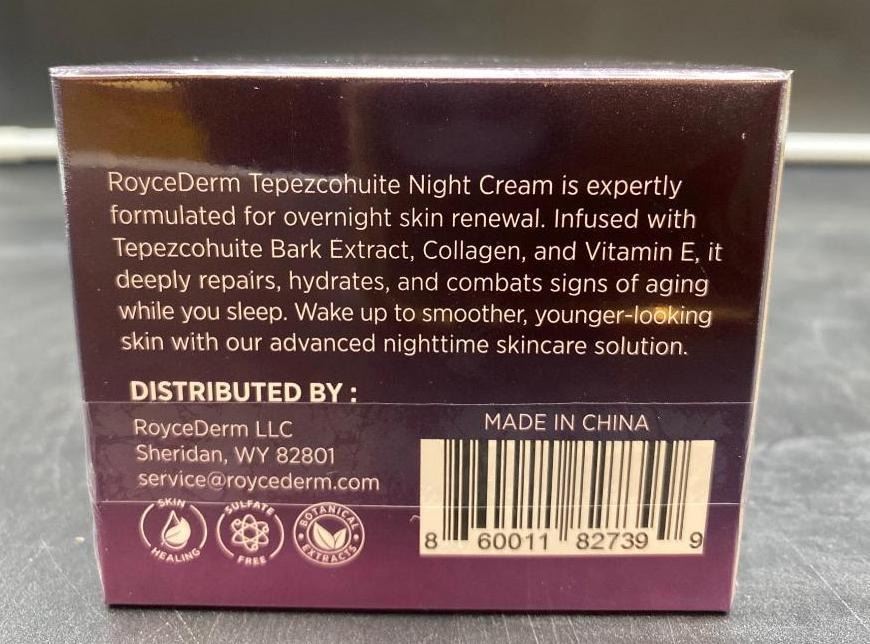 RoyceDerm Tepezcohuite Night Cream is expertly
formulated for overnight skin renewal. Infused with
Tepezcohuite Bark Extract, Collagen, and Vitamin E, it
deeply repairs, hydrates, and combats signs of aging
while you sleep. Wake up to smoother, younger-looking
skin with our advanced nighttime skincare solution.
DISTRIBUTED BY :
RoyceDerm LLC
Sheridan, WY 82801
service@roycederm.com
SKIN
HEALING
SULFATE
FREE
BOTANICAL
EXTRACTS
MADE IN CHINA
8 60011 82739 9